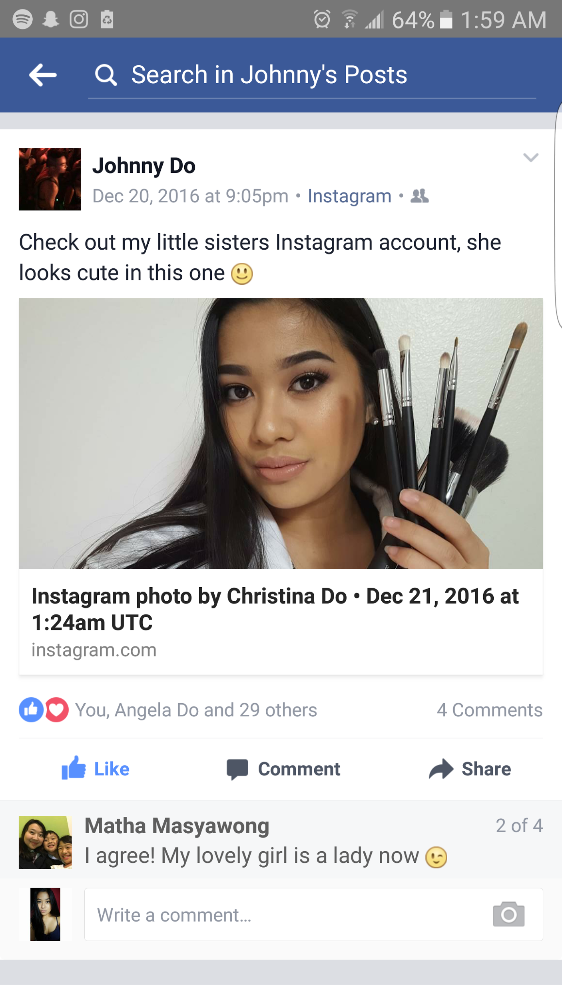 64% 1:59 AM
Search in Johnny's Posts
Johnny Do
Dec 20, 2016 at 9:05pm • Instagram •
Check out my little sisters Instagram account, she
looks cute in this one 🙂
Instagram photo by Christina Do • Dec 21, 2016 at
1:24am UTC
instagram.com
You, Angela Do and 29 others
4 Comments
Like
Comment
Share
Matha Masyawong
2 of 4
I agree! My lovely girl is a lady now 😉
Write a comment...